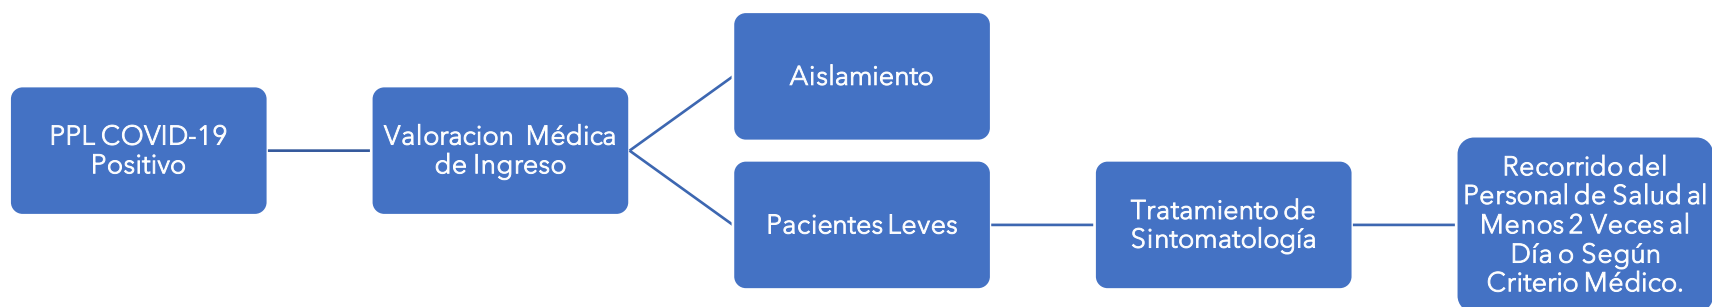 PPL COVID-19
Positivo
Valoracion Médica
de Ingreso
Aislamiento
Pacientes Leves
Tratamiento de
Sintomatología
Recorrido del
Personal de Salud al
Menos 2 Veces al
Día o Según
Criterio Médico.